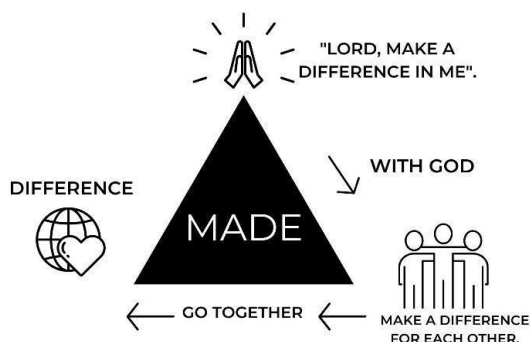 "LORD, MAKE A
DIFFERENCE IN ME".
WITH GOD
DIFFERENCE
MADE
GO TOGETHER
MAKE A DIFFERENCE
FOR EACH OTHER.